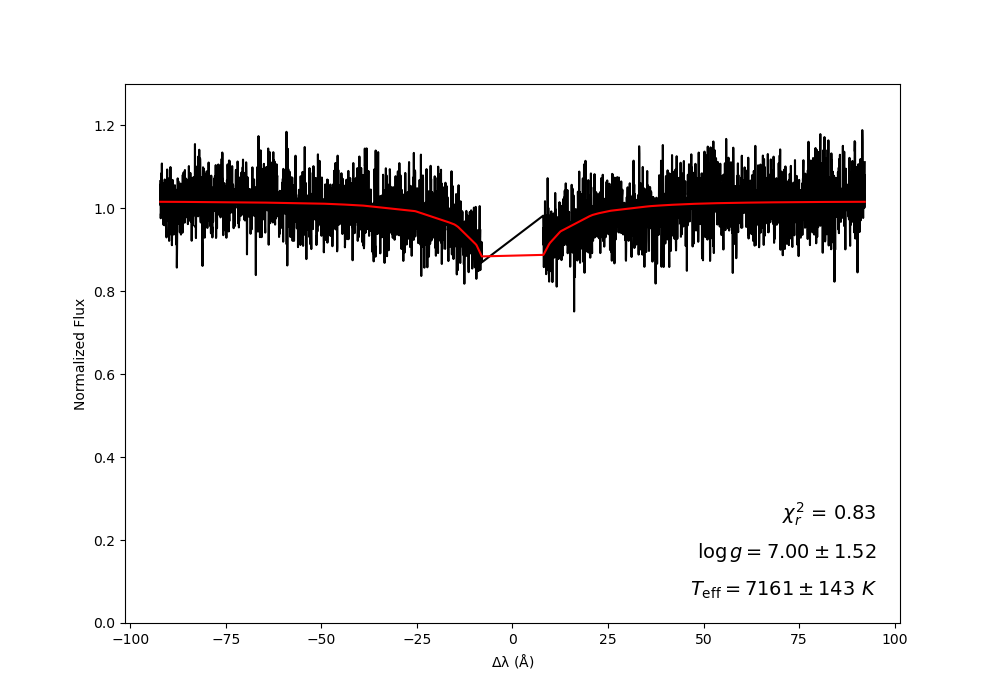 1.2
1.0
0.8
0.6
0.4
0.2
0.0
Normalized Flux
χ²ᵣ = 0.83
log g = 7.00 ± 1.52
T_eff = 7161 ± 143 K
−100 −75 −50 −25 0 25 50 75 100
Δλ (Å)